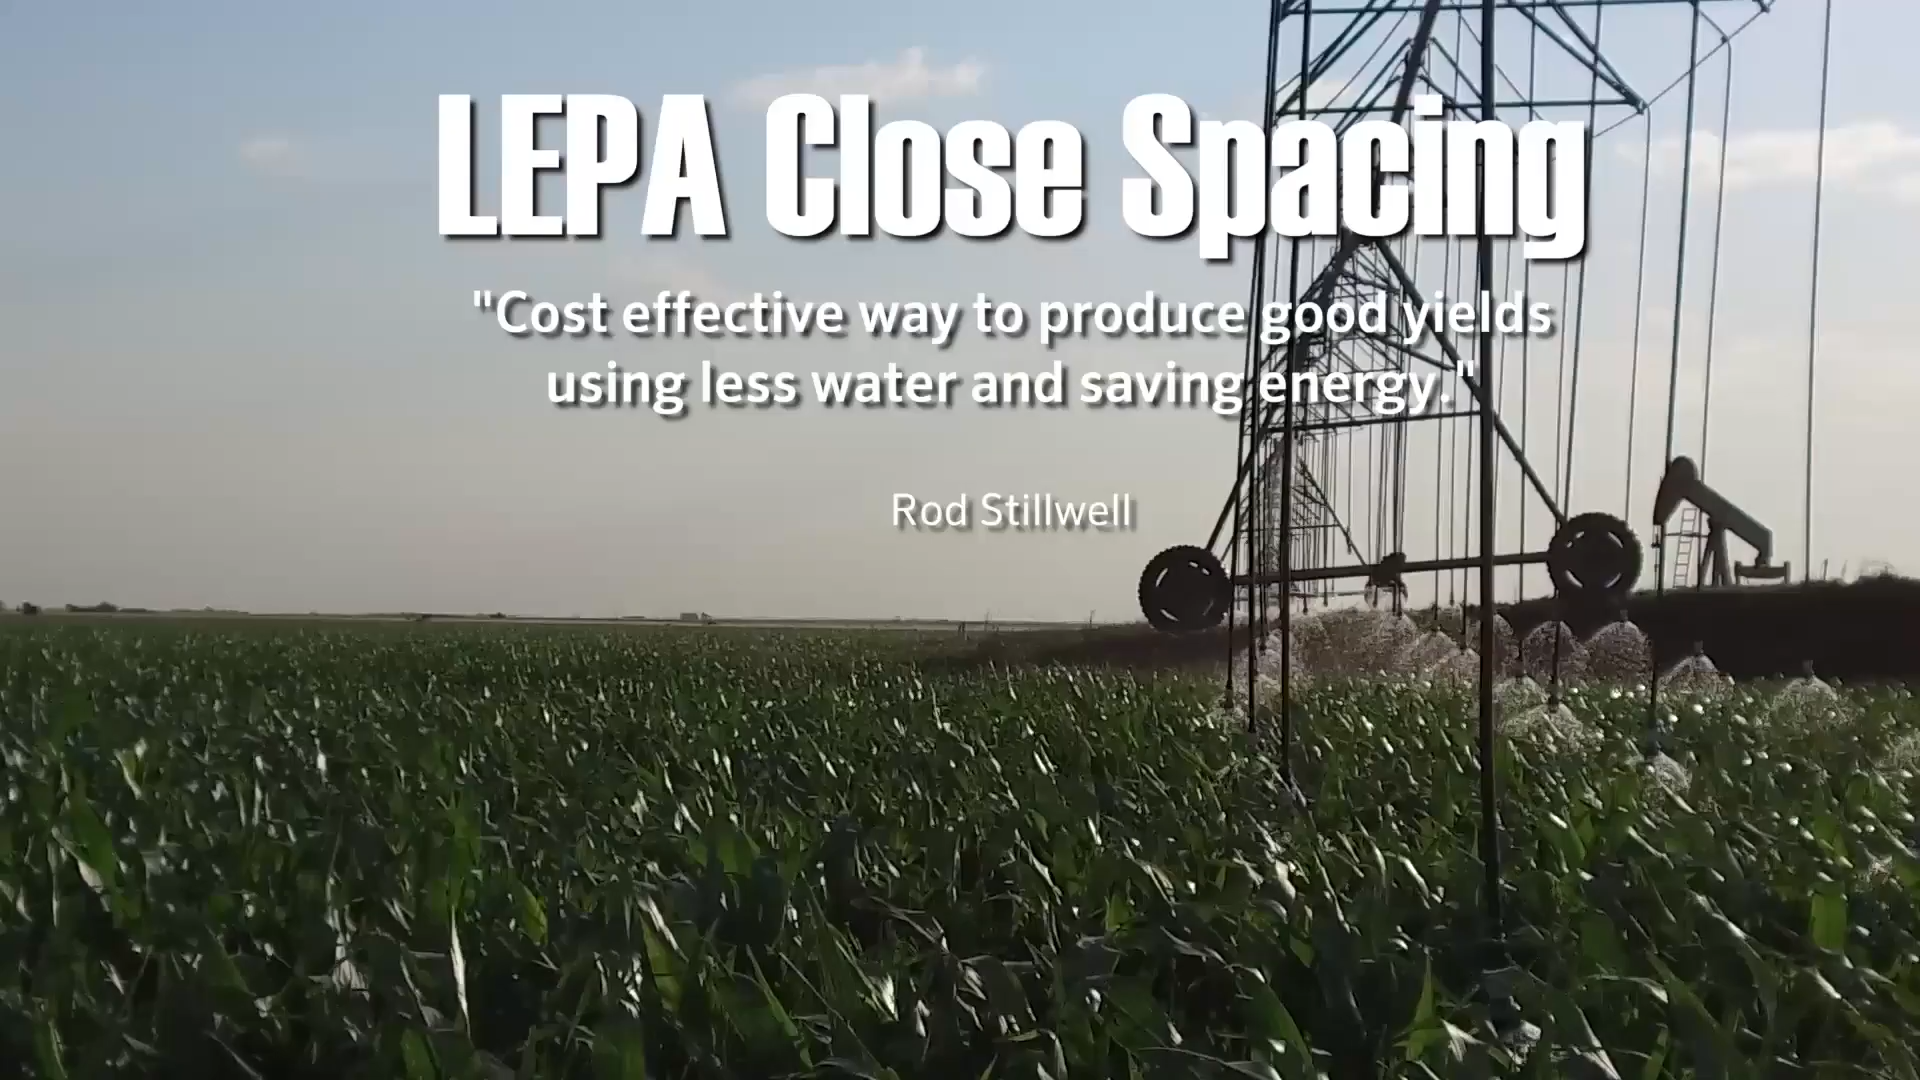 LEPA Close Spacing
"Cost effective way to produce good yields
using less water and saving energy."
Rod Stillwell